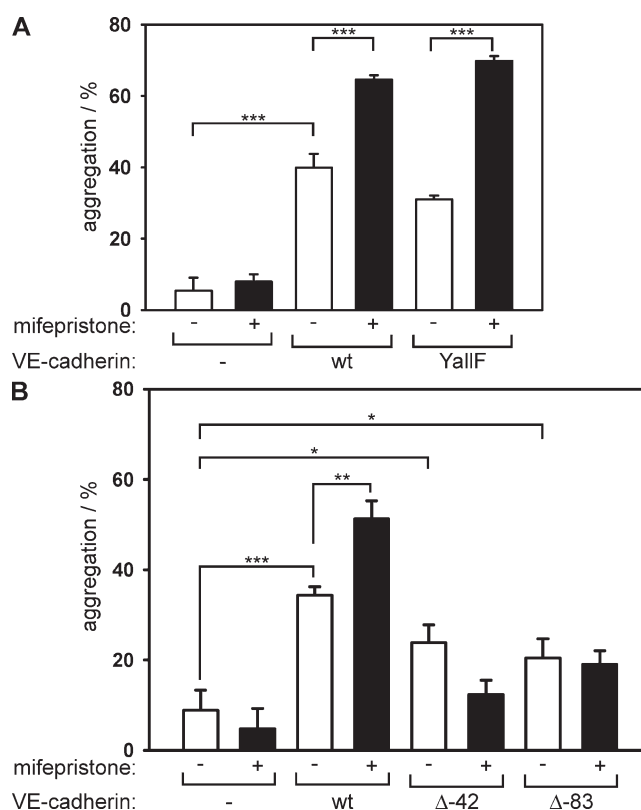 A
80
60
40
20
0
aggregation / %
***
***
***
mifepristone: - + - + - +
VE-cadherin: - wt YallF
B
80
60
40
20
0
aggregation / %
*
*
**
***
mifepristone: - + - + - + - +
VE-cadherin: - wt Δ-42 Δ-83